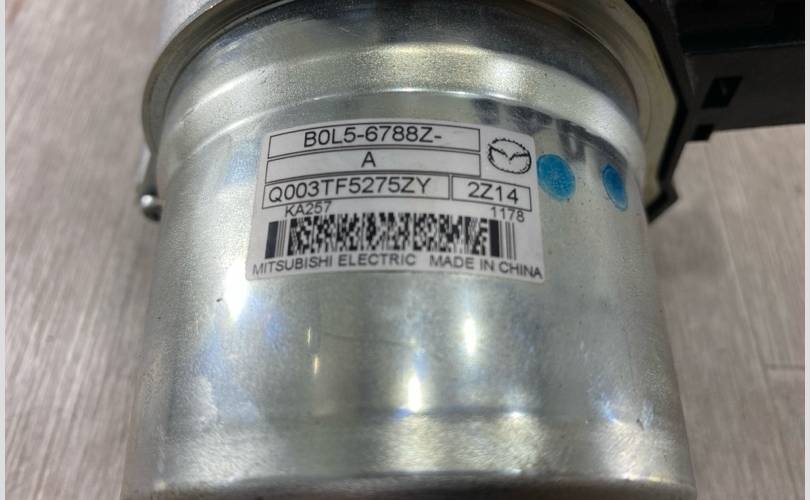 B0L5-6788Z-
A
Q003TF5275ZY 2Z14
KA257 1178
MITSUBISHI ELECTRIC MADE IN CHINA